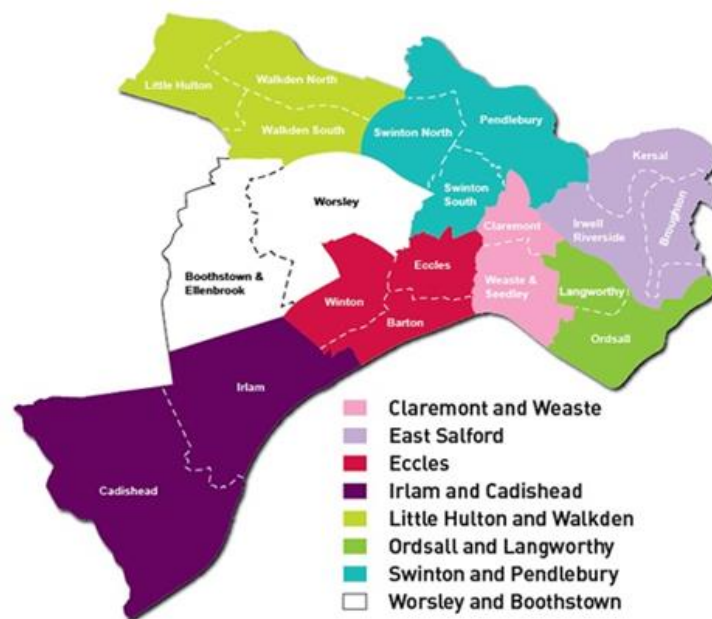 Little Hulton
Walkden North
Walkden South
Swinton North
Pendlebury
Swinton
South
Kersal
Broughton
Irwell
Riverside
Claremont
Worsley
Boothstown &
Ellenbrook
Eccles
Winton
Barton
Weaste &
Seedley
Langworthy
Ordsall
Irlam
Cadishead
Claremont and Weaste
East Salford
Eccles
Irlam and Cadishead
Little Hulton and Walkden
Ordsall and Langworthy
Swinton and Pendlebury
Worsley and Boothstown